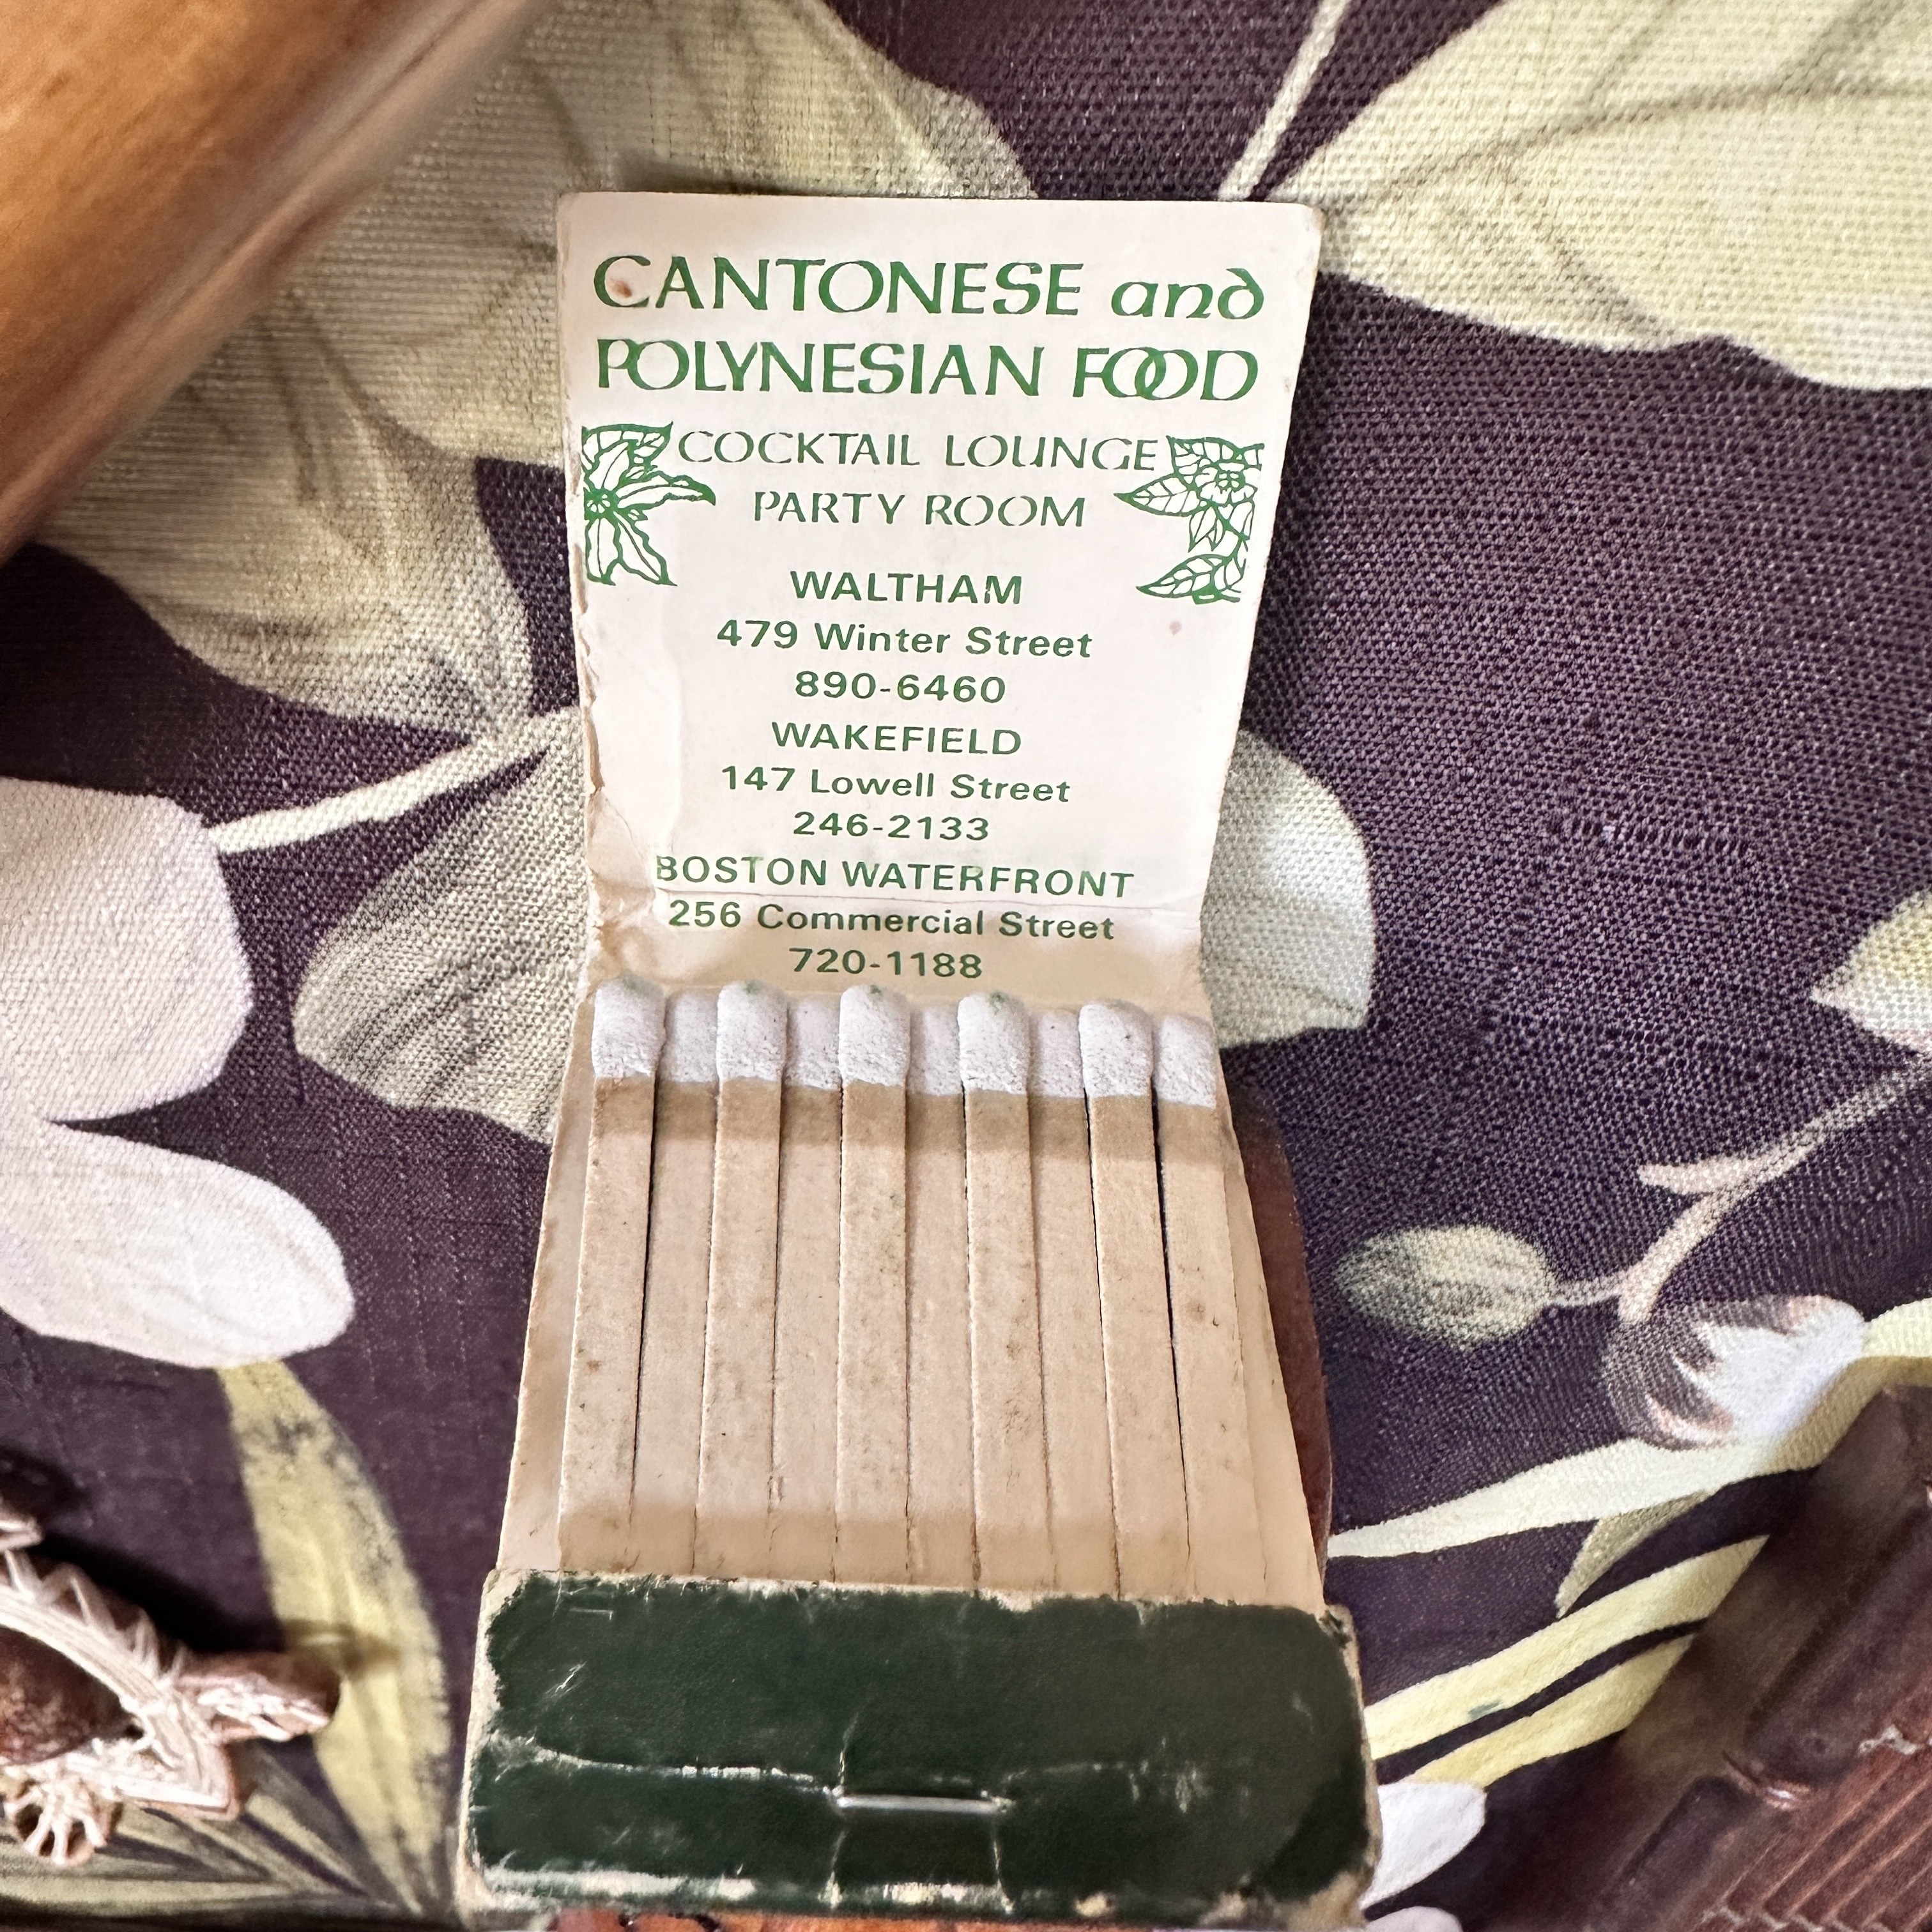 CANTONESE and
POLYNESIAN FOOD
COCKTAIL LOUNGE
PARTY ROOM
WALTHAM
479 Winter Street
890-6460
WAKEFIELD
147 Lowell Street
246-2133
BOSTON WATERFRONT
256 Commercial Street
720-1188